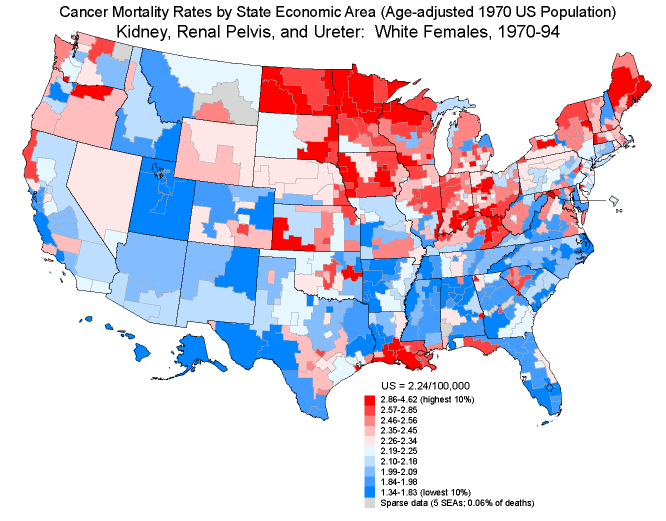 Cancer Mortality Rates by State Economic Area (Age-adjusted 1970 US Population)
Kidney, Renal Pelvis, and Ureter: White Females, 1970-94
US = 2.24/100,000
2.86-4.62 (highest 10%)
2.57-2.85
2.46-2.56
2.35-2.45
2.26-2.34
2.19-2.25
2.10-2.18
1.99-2.09
1.84-1.98
1.34-1.83 (lowest 10%)
Sparse data (5 SEAs; 0.06% of deaths)